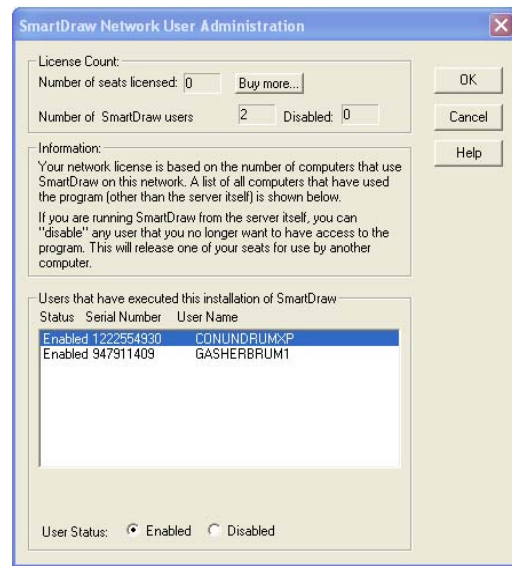 SmartDraw Network User Administration
License Count:
Number of seats licensed: 0 Buy more...
Number of SmartDraw users 2 Disabled: 0
OK
Cancel
Help
Information:
Your network license is based on the number of computers that use
SmartDraw on this network. A list of all computers that have used
the program (other than the server itself) is shown below.
If you are running SmartDraw from the server itself, you can
"disable" any user that you no longer want to have access to the
program. This will release one of your seats for use by another
computer.
Users that have executed this installation of SmartDraw
Status Serial Number User Name
Enabled 1222554930 CONUNDRUMXP
Enabled 947911409 GASHERBRUM1
User Status: Enabled Disabled